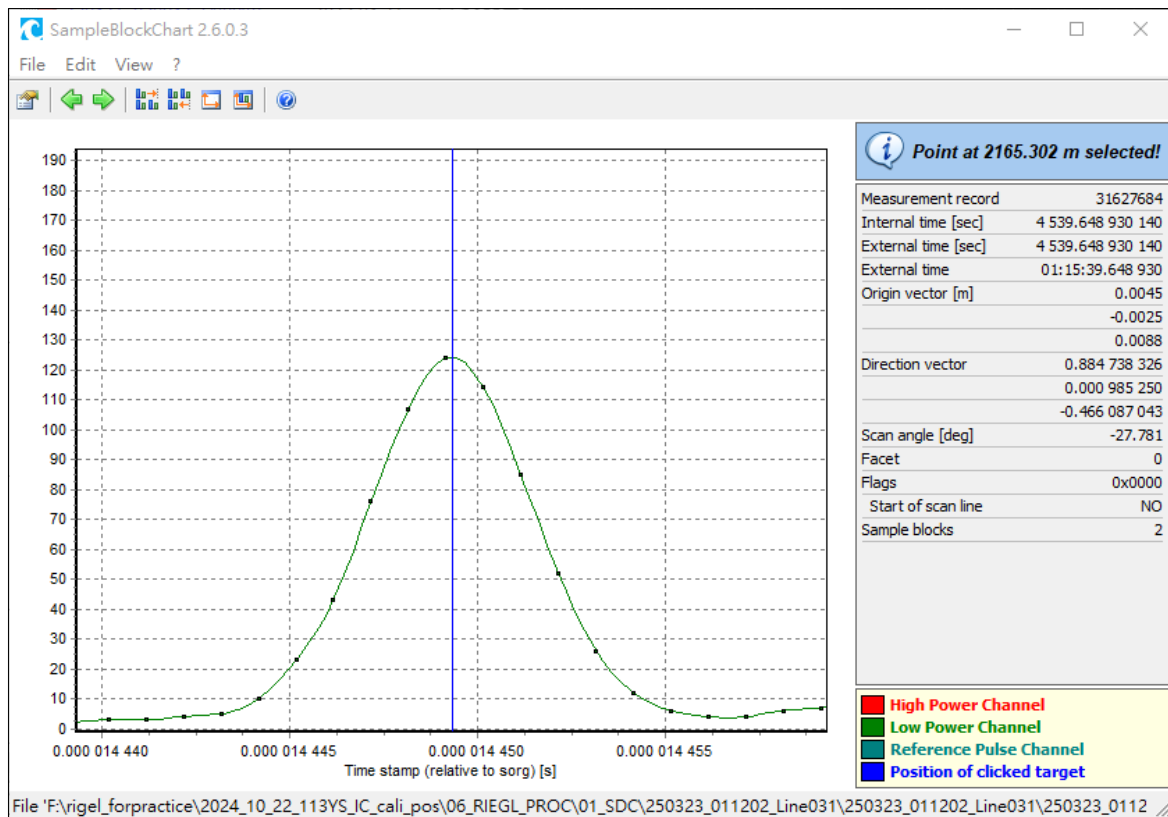 SampleBlockChart 2.6.0.3
File Edit View ?
Point at 2165.302 m selected!
190
180
170
160
150
140
130
120
110
100
90
80
70
60
50
40
30
20
10
0
0.000 014 440 0.000 014 445 0.000 014 450 0.000 014 455
Time stamp (relative to sorg) [s]
Measurement record 31627684
Internal time [sec] 4 539.648 930 140
External time [sec] 4 539.648 930 140
External time 01:15:39.648 930
Origin vector [m] 0.0045
-0.0025
0.0088
Direction vector 0.884 738 326
0.000 985 250
-0.466 087 043
Scan angle [deg] -27.781
Facet 0
Flags 0x0000
Start of scan line NO
Sample blocks 2
High Power Channel
Low Power Channel
Reference Pulse Channel
Position of clicked target
File 'F:\rigel_forpractice\2024_10_22_113YS_IC_cali_pos\06_RIEGL_PROC\01_SDC\250323_011202_Line031\250323_011202_Line031\250323_0112